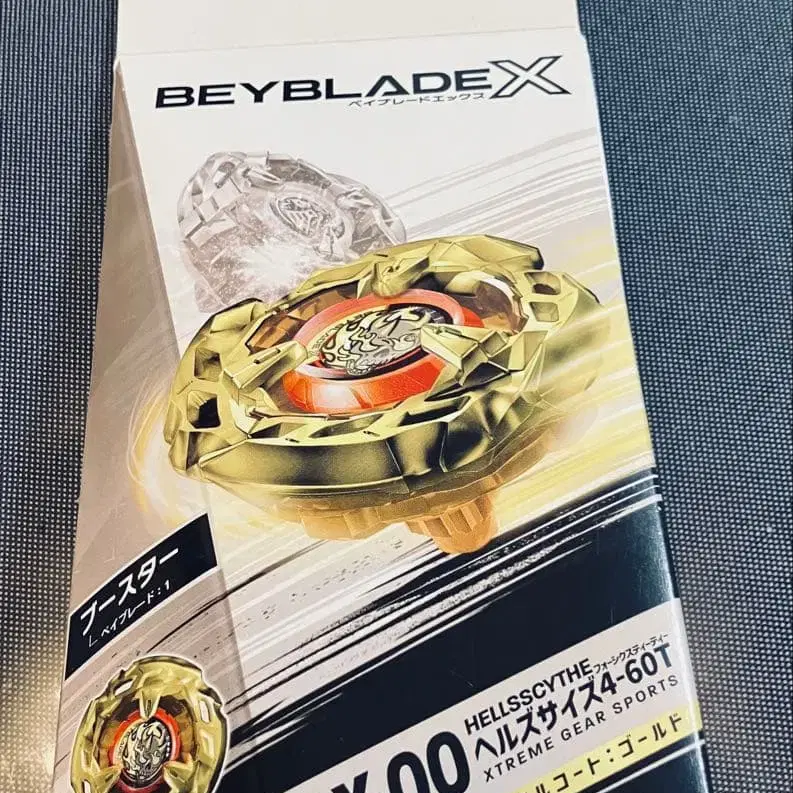 BEYBLADE X
ベイブレードエックス
ブースター
ベイブレード:1
HELLSSCYTHE フォーシクスティーティー
ヘルズサイズ4-60T
XTREME GEAR SPORTS
X 00
ルコート:ゴールド